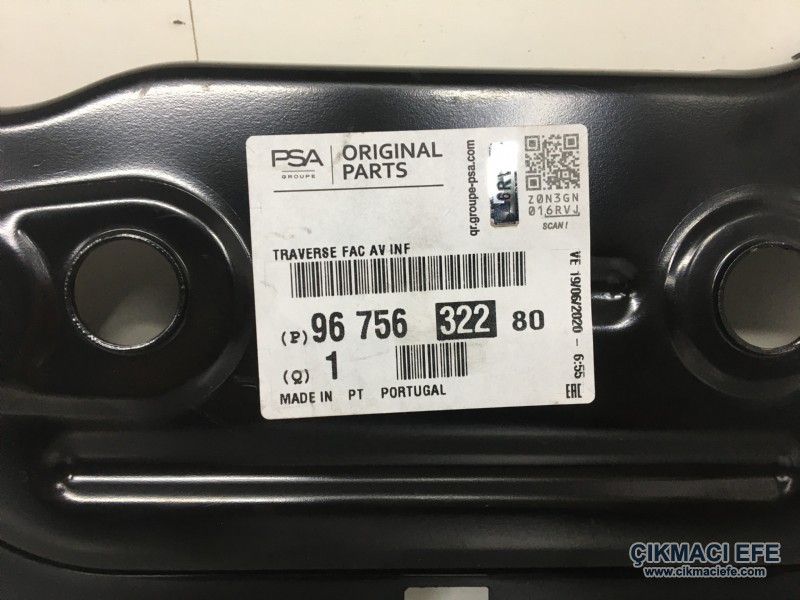 PSA
GROUPE
ORIGINAL
PARTS
qr.groupe-psa.com
16R
Z0N3GN
016RVJ
SCAN!
TRAVERSE FAC AV INF
(P) 96 756 322 80
(Q) 1
MADE IN PT PORTUGAL
VE 19/06/2020 - 6:55
EAC
ÇIKMACI EFE
www.cikmaciefe.com